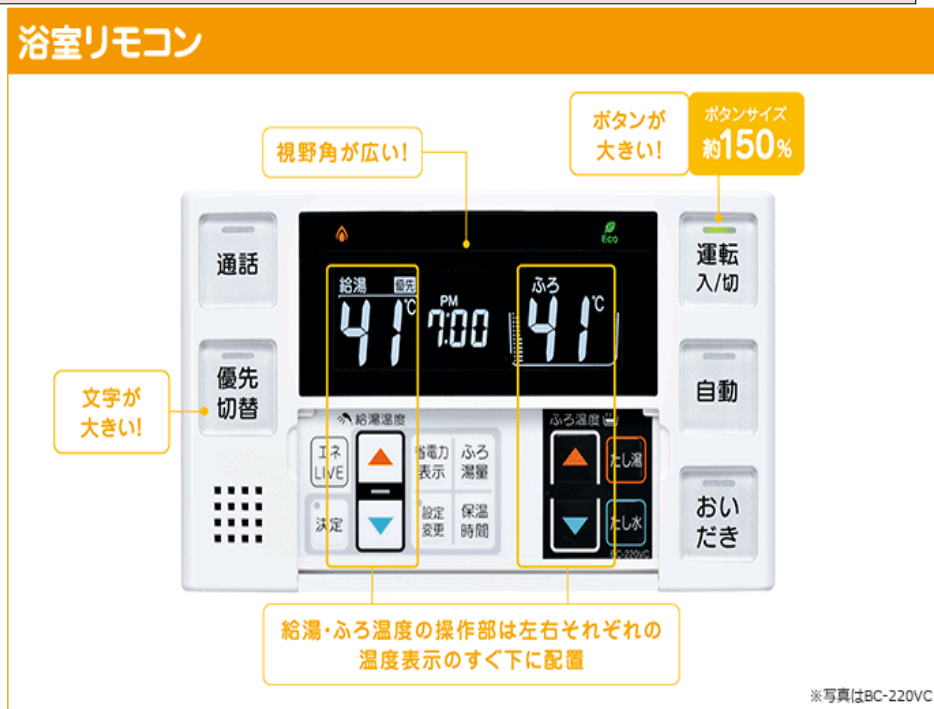 浴室リモコン
ボタンが
大きい!
ボタンサイズ
約150%
視野角が広い!
通話
運転
入/切
Eco
給湯 優先
41℃
PM
7:00
ふろ
41℃
優先
切替
自動
文字が
大きい!
給湯温度
ふろ温度
エネ
LIVE
省電力
表示
ふろ
湯量
たし湯
決定
設定
変更
保温
時間
たし水
BC-220VC
おい
だき
給湯・ふろ温度の操作部は左右それぞれの
温度表示のすぐ下に配置
※写真はBC-220VC